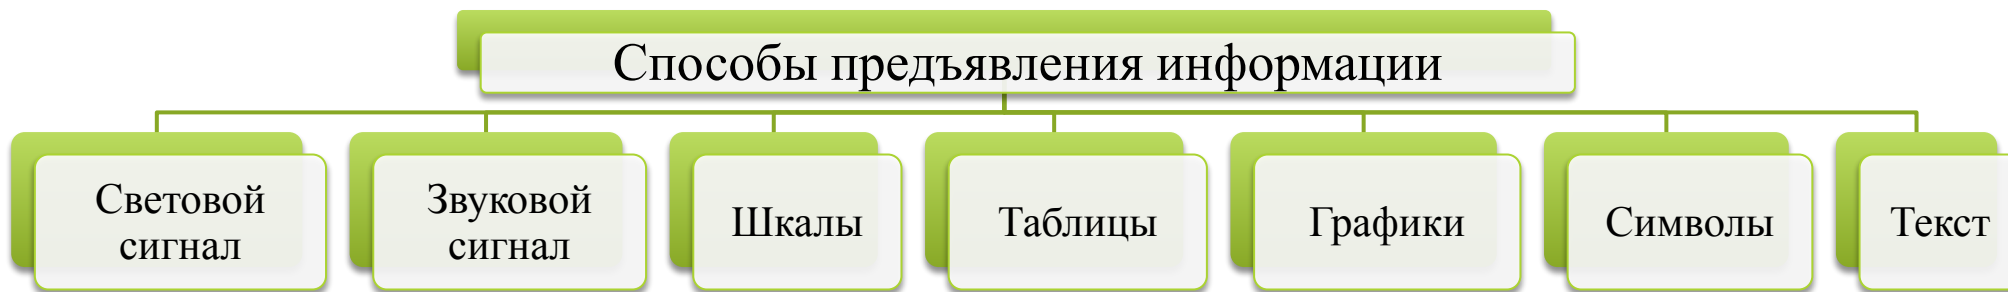 Способы предъявления информации
Световой
сигнал
Звуковой
сигнал
Шкалы
Таблицы
Графики
Символы
Текст